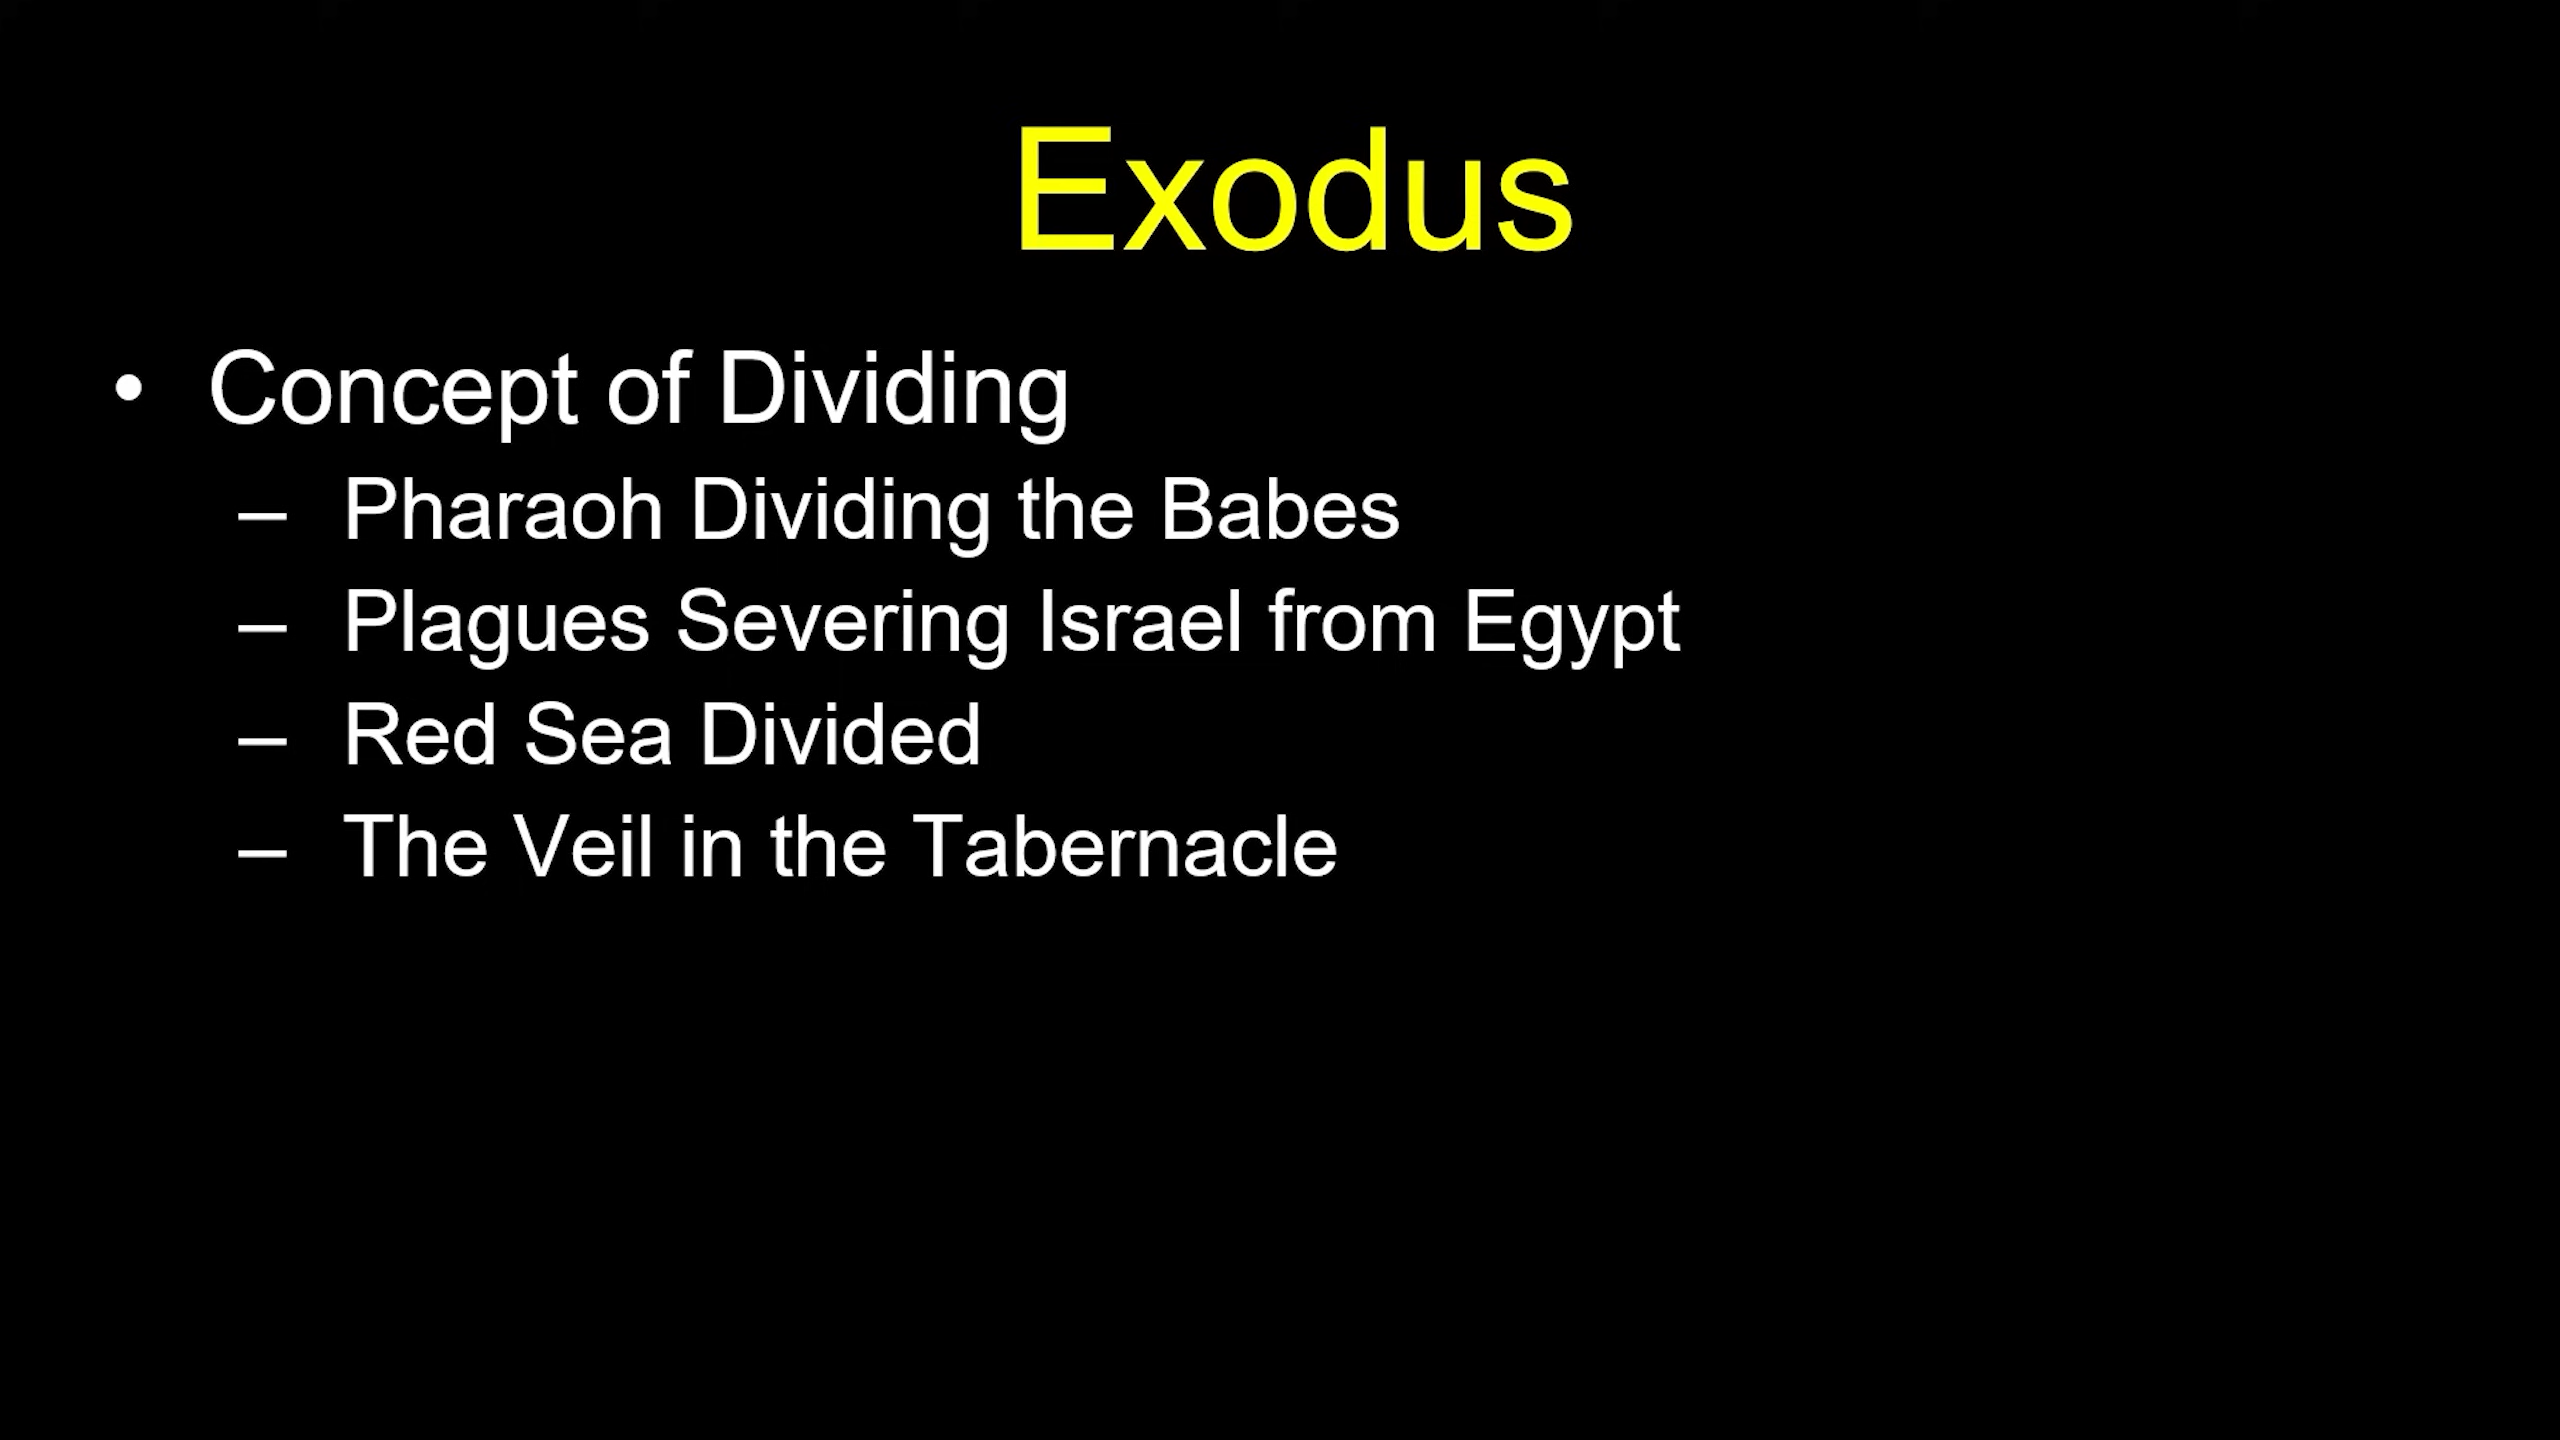 Exodus
• Concept of Dividing
– Pharaoh Dividing the Babes
– Plagues Severing Israel from Egypt
– Red Sea Divided
– The Veil in the Tabernacle